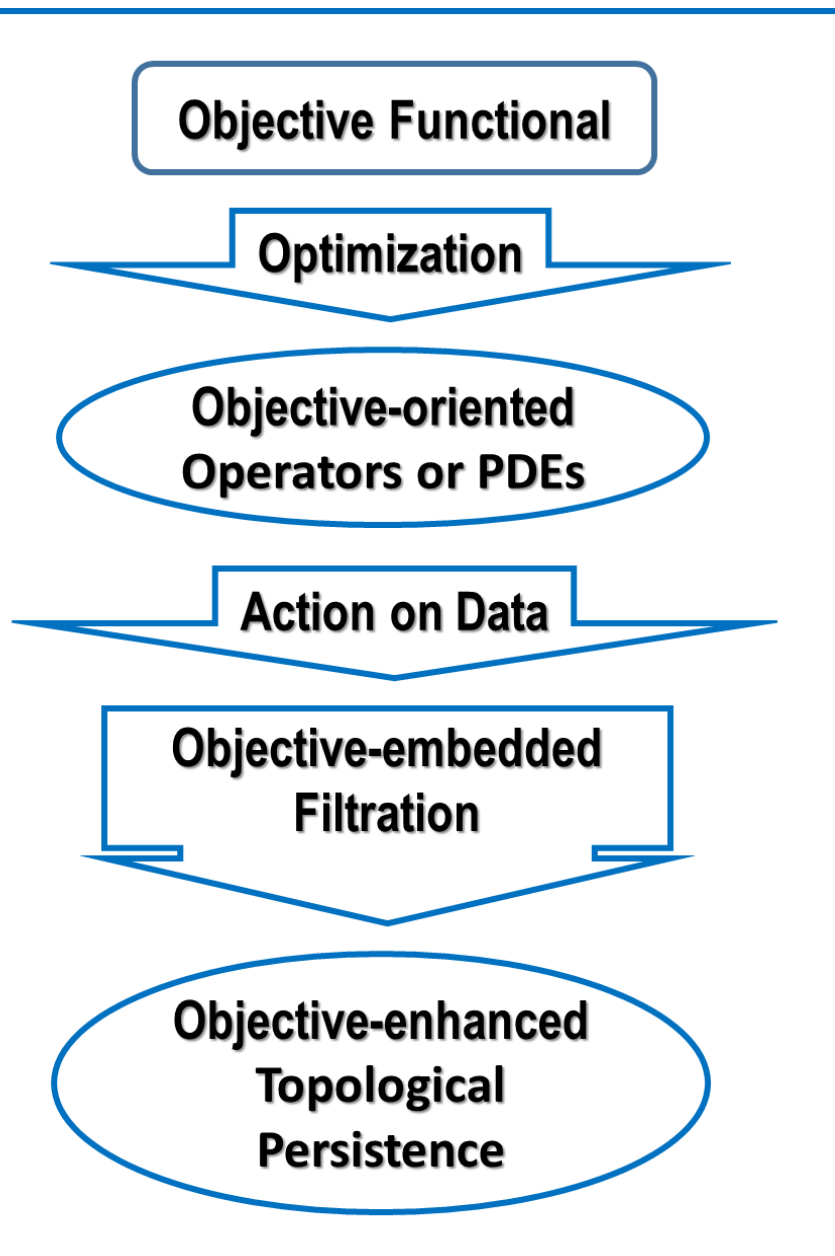 Objective Functional
Optimization
Objective-oriented
Operators or PDEs
Action on Data
Objective-embedded
Filtration
Objective-enhanced
Topological
Persistence